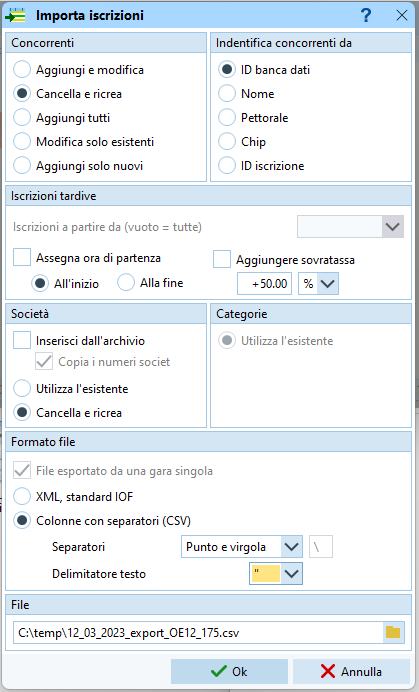 Importa iscrizioni ?
Concorrenti
Aggiungi e modifica
Cancella e ricrea
Aggiungi tutti
Modifica solo esistenti
Aggiungi solo nuovi
Indentifica concorrenti da
ID banca dati
Nome
Pettorale
Chip
ID iscrizione
Iscrizioni tardive
Iscrizioni a partire da (vuoto = tutte)
Assegna ora di partenza
All'inizio
Alla fine
Aggiungere sovratassa
+50.00 %
Società
Inserisci dall'archivio
Copia i numeri societ
Utilizza l'esistente
Cancella e ricrea
Categorie
Utilizza l'esistente
Formato file
File esportato da una gara singola
XML, standard IOF
Colonne con separatori (CSV)
Separatori Punto e virgola \
Delimitatore testo "
File
C:\temp\12_03_2023_export_OE12_175.csv
Ok Annulla